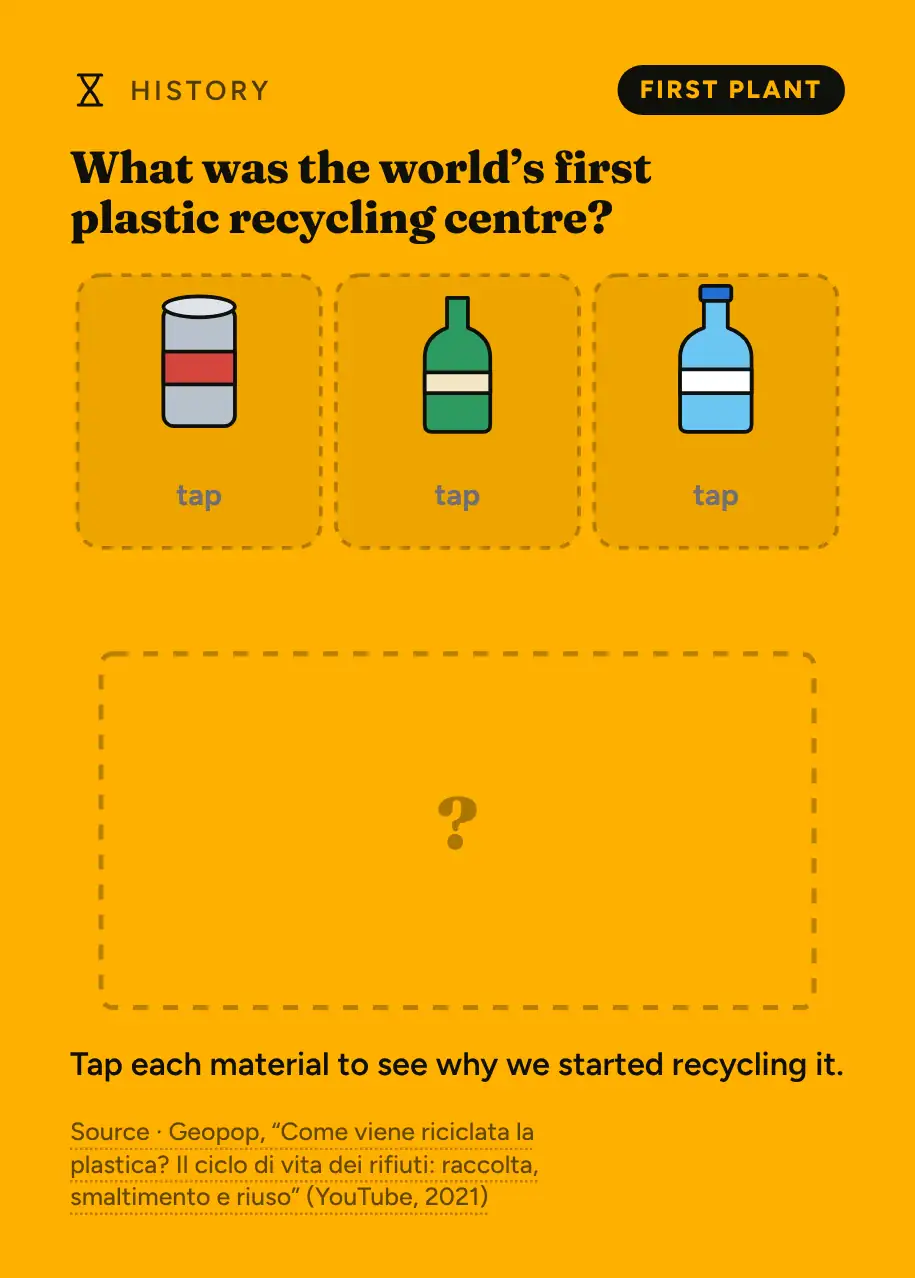 HISTORY
FIRST PLANT
What was the world’s first
plastic recycling centre?
tap
tap
tap
?
Tap each material to see why we started recycling it.
Source · Geopop, “Come viene riciclata la
plastica? Il ciclo di vita dei rifiuti: raccolta,
smaltimento e riuso” (YouTube, 2021)